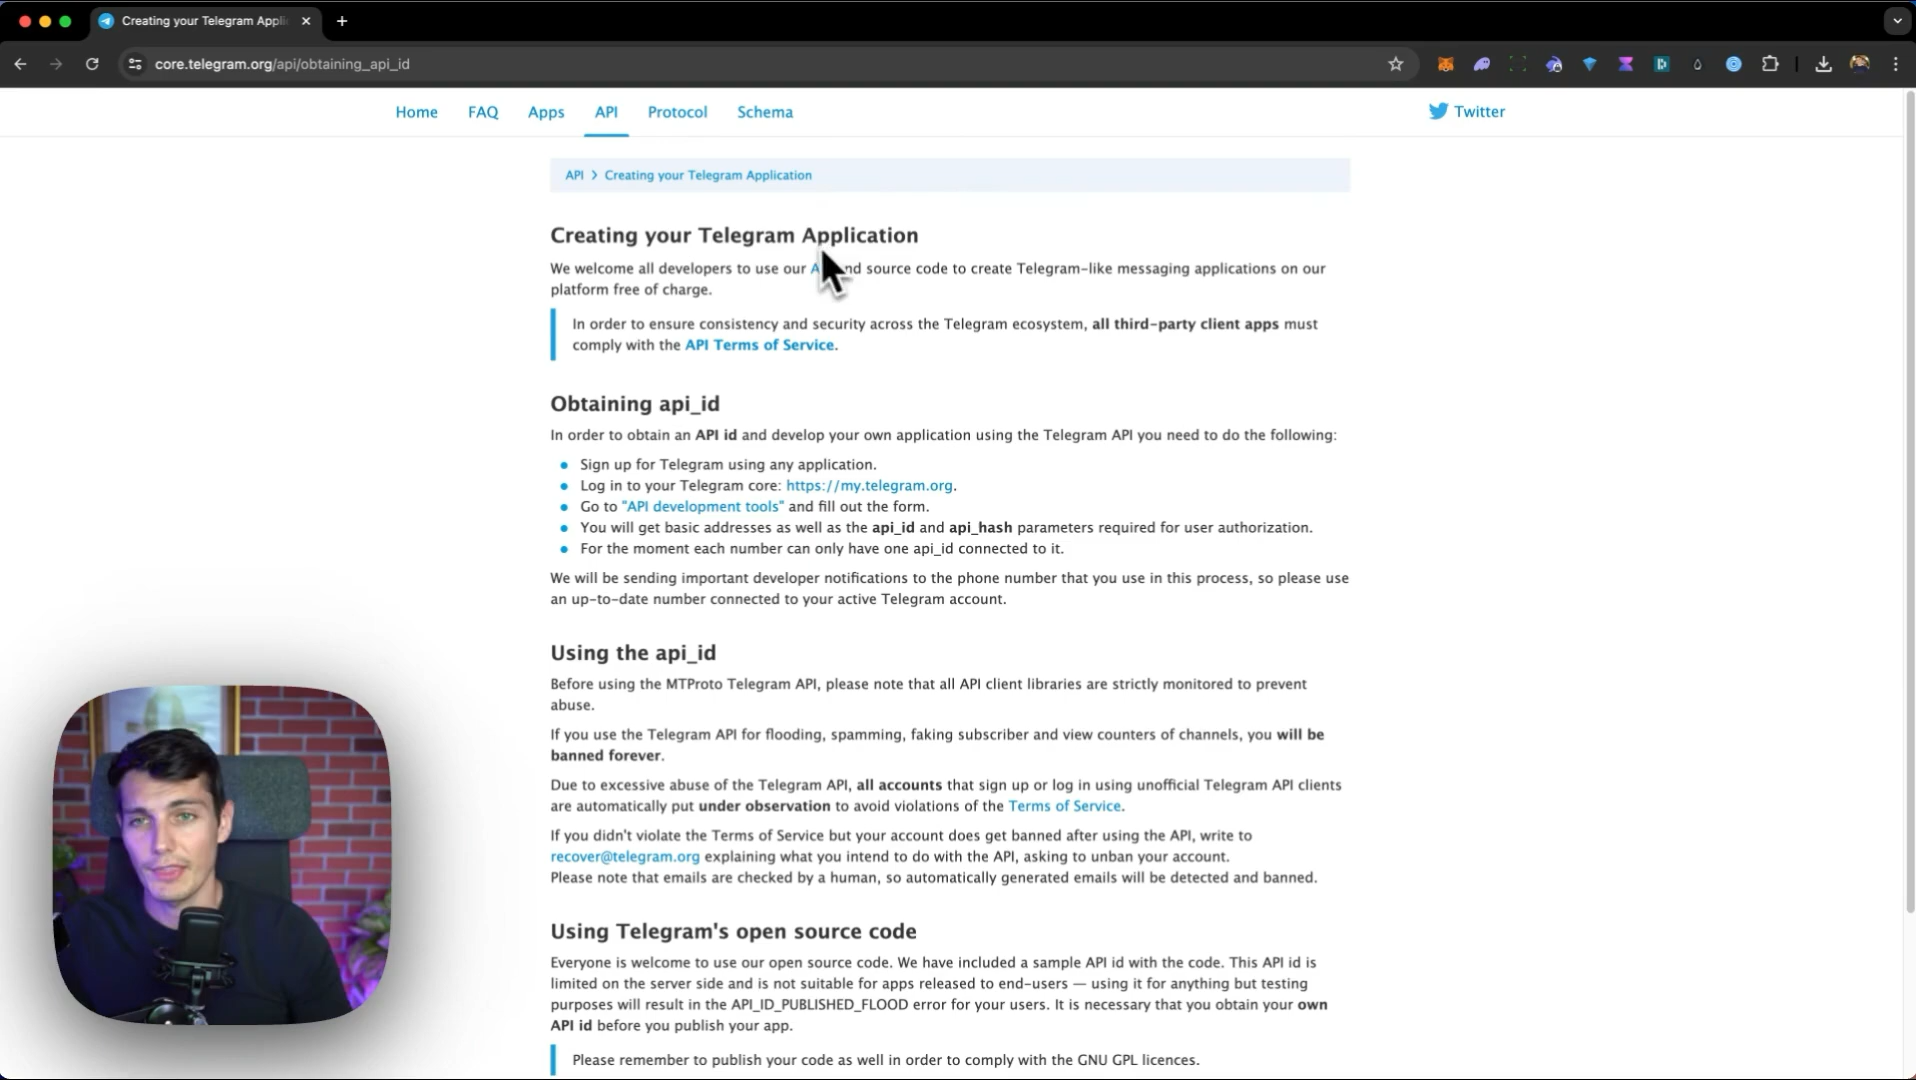 Creating your Telegram Appli
core.telegram.org/api/obtaining_api_id
Home FAQ Apps API Protocol Schema Twitter
API > Creating your Telegram Application
Creating your Telegram Application
We welcome all developers to use our nd source code to create Telegram-like messaging applications on our
platform free of charge.
In order to ensure consistency and security across the Telegram ecosystem, all third-party client apps must
comply with the API Terms of Service.
Obtaining api_id
In order to obtain an API id and develop your own application using the Telegram API you need to do the following:
• Sign up for Telegram using any application.
• Log in to your Telegram core: https://my.telegram.org.
• Go to "API development tools" and fill out the form.
• You will get basic addresses as well as the api_id and api_hash parameters required for user authorization.
• For the moment each number can only have one api_id connected to it.
We will be sending important developer notifications to the phone number that you use in this process, so please use
an up-to-date number connected to your active Telegram account.
Using the api_id
Before using the MTProto Telegram API, please note that all API client libraries are strictly monitored to prevent
abuse.
If you use the Telegram API for flooding, spamming, faking subscriber and view counters of channels, you will be
banned forever.
Due to excessive abuse of the Telegram API, all accounts that sign up or log in using unofficial Telegram API clients
are automatically put under observation to avoid violations of the Terms of Service.
If you didn't violate the Terms of Service but your account does get banned after using the API, write to
recover@telegram.org explaining what you intend to do with the API, asking to unban your account.
Please note that emails are checked by a human, so automatically generated emails will be detected and banned.
Using Telegram's open source code
Everyone is welcome to use our open source code. We have included a sample API id with the code. This API id is
limited on the server side and is not suitable for apps released to end-users — using it for anything but testing
purposes will result in the API_ID_PUBLISHED_FLOOD error for your users. It is necessary that you obtain your own
API id before you publish your app.
Please remember to publish your code as well in order to comply with the GNU GPL licences.